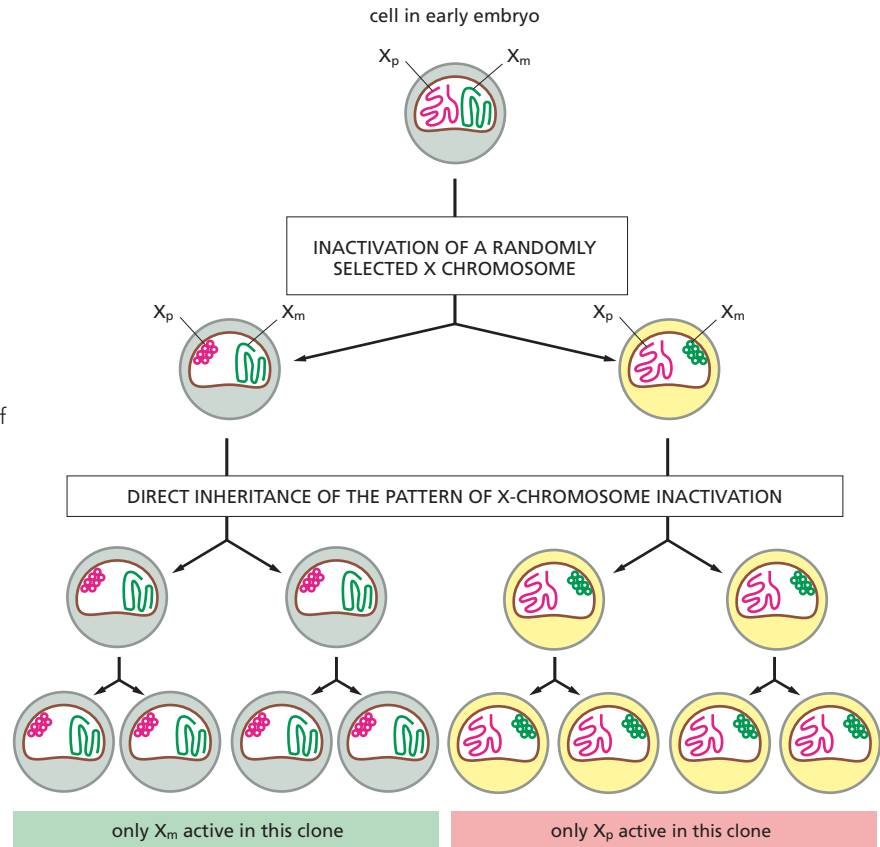 cell in early embryo
Xp Xm
INACTIVATION OF A RANDOMLY
SELECTED X CHROMOSOME
Xp Xm Xp Xm
f
DIRECT INHERITANCE OF THE PATTERN OF X-CHROMOSOME INACTIVATION
only Xm active in this clone only Xp active in this clone